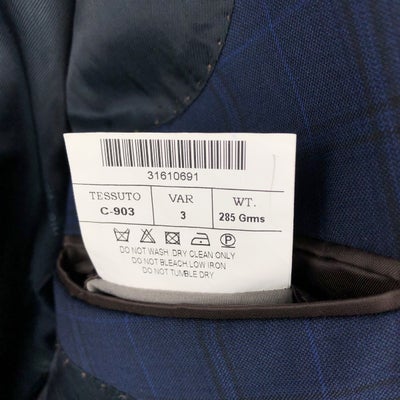 31610691
TESSUTO VAR WT.
C-903 3 285 Grms
P
DO NOT WASH. DRY CLEAN ONLY
DO NOT BLEACH. LOW IRON
DO NOT TUMBLE DRY